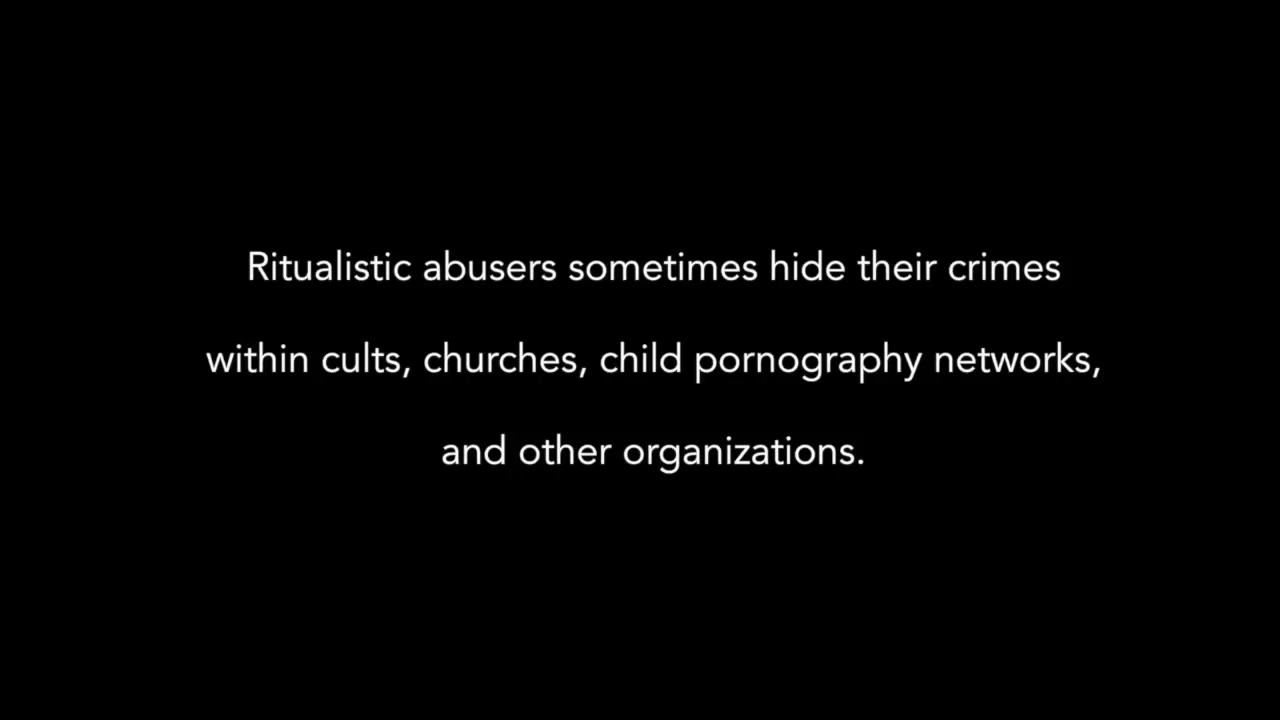 Ritualistic abusers sometimes hide their crimes
within cults, churches, child pornography networks,
and other organizations.